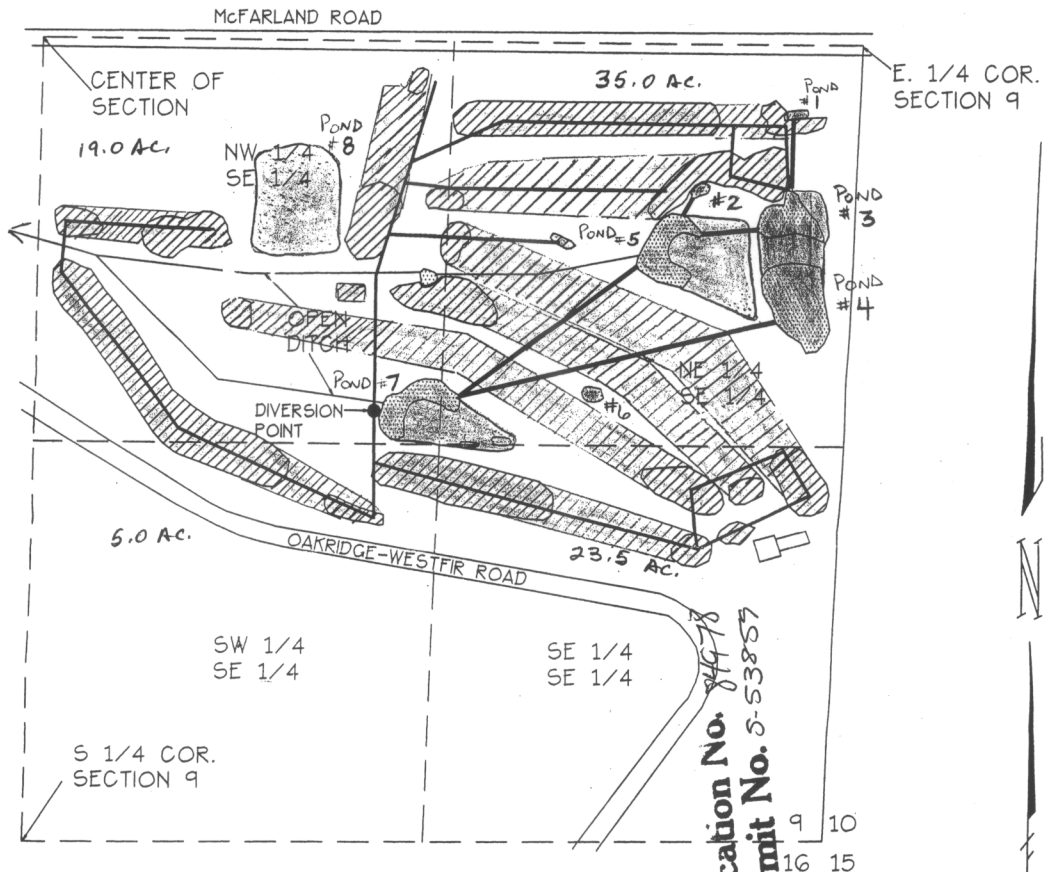 McFARLAND ROAD
CENTER OF
SECTION
E. 1/4 COR.
SECTION 9
35.0 AC.
POND
#1
19.0 AC.
NW 1/4
SE 1/4
POND
#8
#2
POND
#3
POND #5
POND
#4
OPEN
DITCH
NE 1/4
SE 1/4
POND #7
#6
DIVERSION
POINT
5.0 AC.
OAKRIDGE-WESTFIR ROAD
23.5 AC.
N
SW 1/4
SE 1/4
SE 1/4
SE 1/4
cation No.
mit No. S-53857
S 1/4 COR.
SECTION 9
9 10
16 15